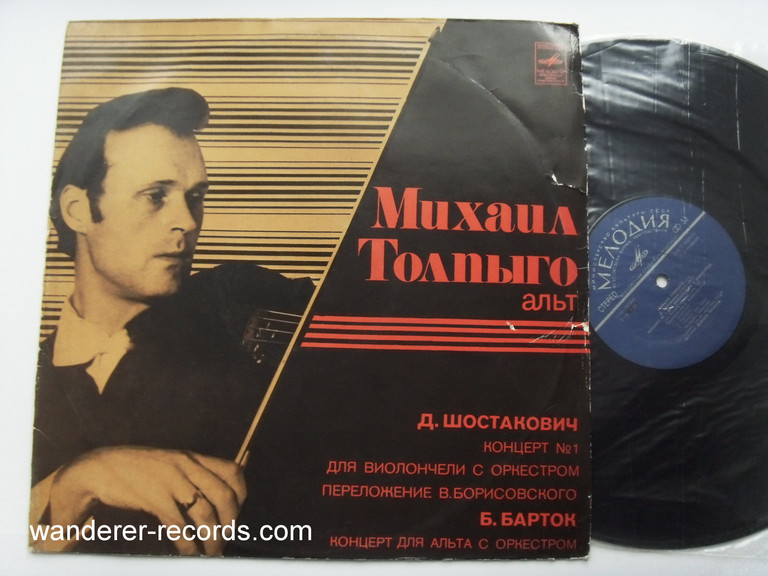 Михаил
Толпыго
альт
Д. ШОСТАКОВИЧ
КОНЦЕРТ №1
ДЛЯ ВИОЛОНЧЕЛИ С ОРКЕСТРОМ
ПЕРЕЛОЖЕНИЕ В.БОРИСОВСКОГО
Б. БАРТОК
КОНЦЕРТ ДЛЯ АЛЬТА С ОРКЕСТРОМ
МЕЛОДИЯ
СТЕРЕО
wanderer-records.com